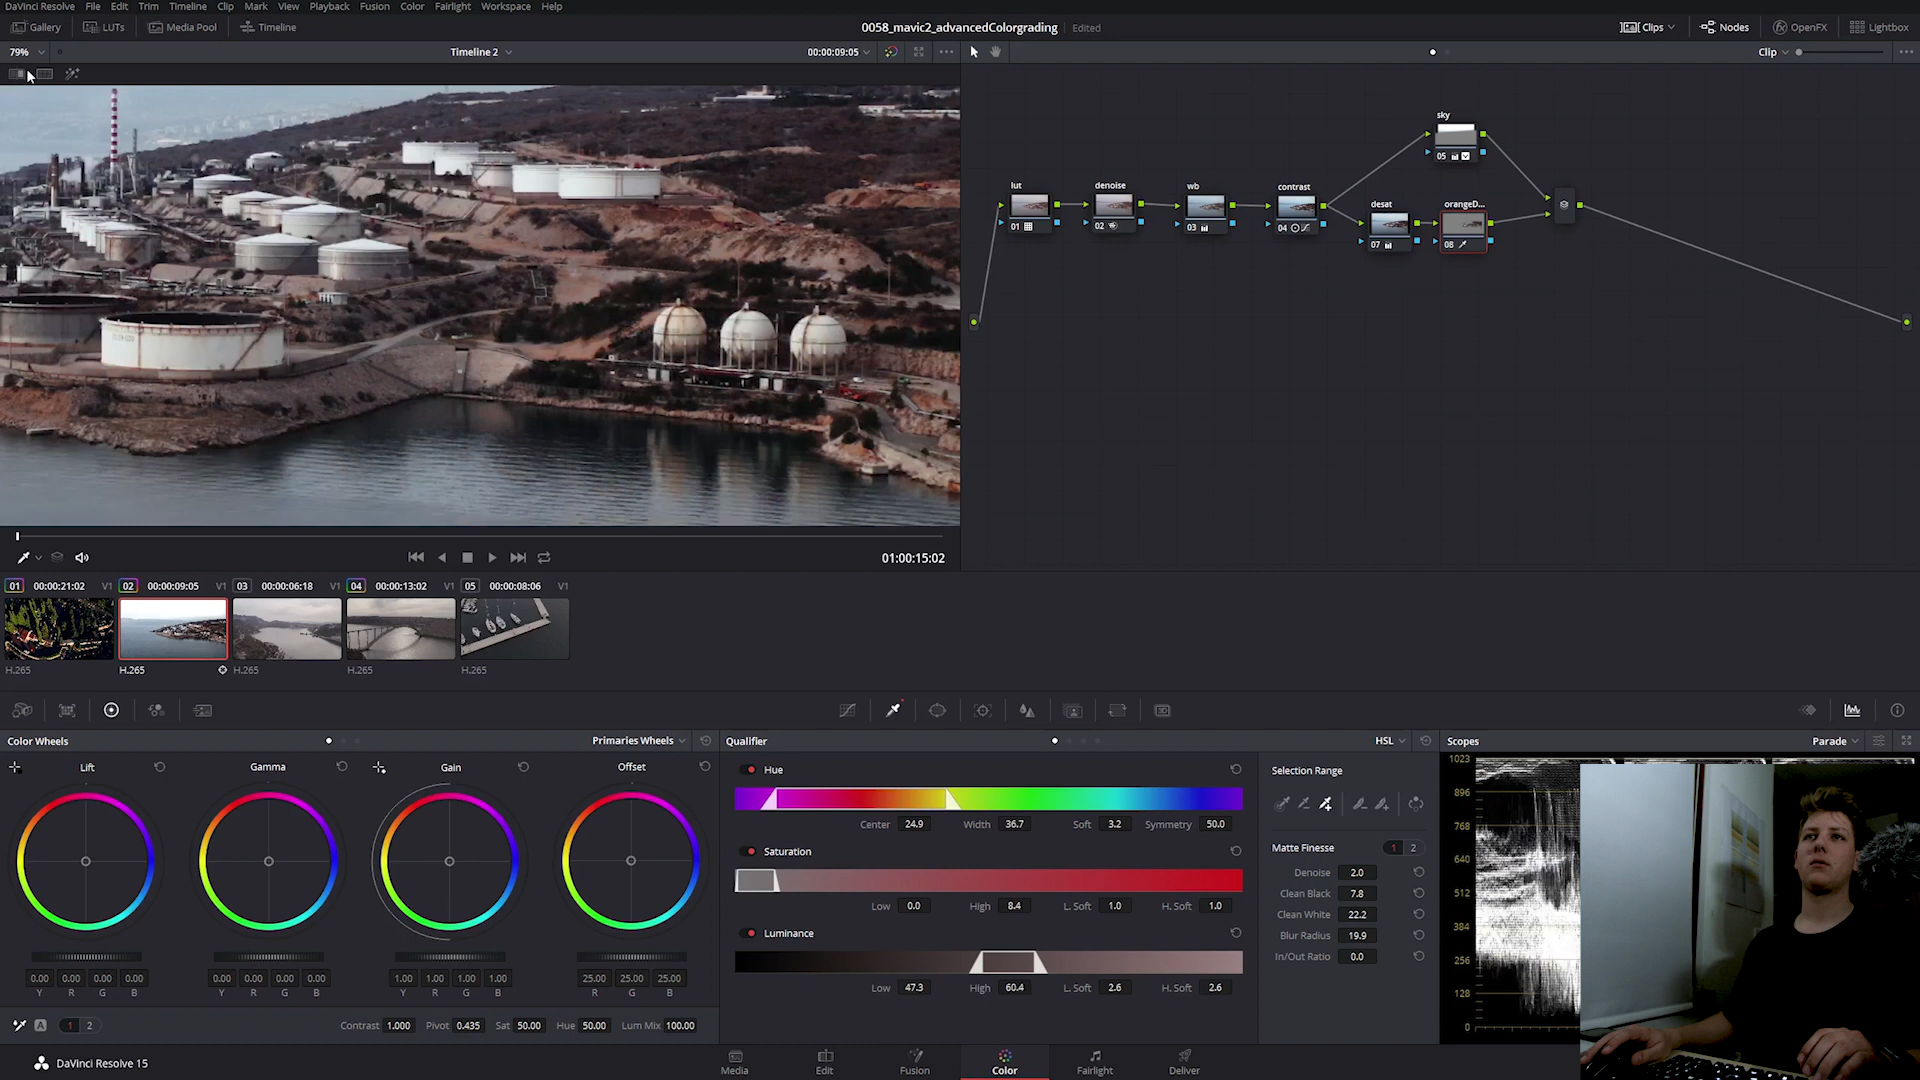 DaVinci Resolve File Edit Trim Timeline Clip Mark View Playback Fusion Color Fairlight Workspace Help
Gallery LUTs Media Pool Timeline 0058_mavic2_advancedColorgrading Edited Clips Nodes OpenFX Lightbox
79% Timeline 2 00:00:09:05 Clip
sky
05
lut denoise wb contrast
desat orangeD...
01 02 03 04
07 08
01:00:15:02
01 00:00:21:02 V1 02 00:00:09:05 V1 03 00:00:06:18 V1 04 00:00:13:02 V1 05 00:00:08:06 V1
H.265 H.265 H.265 H.265 H.265
Color Wheels Primaries Wheels Qualifier HSL Scopes Parade
Lift Gamma Gain Offset
Hue
Center 24.9 Width 36.7 Soft 3.2 Symmetry 50.0
Saturation
Low 0.0 High 8.4 L. Soft 1.0 H. Soft 1.0
Luminance
Low 47.3 High 60.4 L. Soft 2.6 H. Soft 2.6
Selection Range
Matte Finesse 1 2
Denoise 2.0
Clean Black 7.8
Clean White 22.2
Blur Radius 19.9
In/Out Ratio 0.0
1023
896
768
640
512
384
256
128
0
0.00 0.00 0.00 0.00 0.00 0.00 0.00 0.00 1.00 1.00 1.00 1.00 25.00 25.00 25.00
Y R G B Y R G B Y R G B R G B
A 1 2 Contrast 1.000 Pivot 0.435 Sat 50.00 Hue 50.00 Lum Mix 100.00
DaVinci Resolve 15 Media Edit Fusion Color Fairlight Deliver